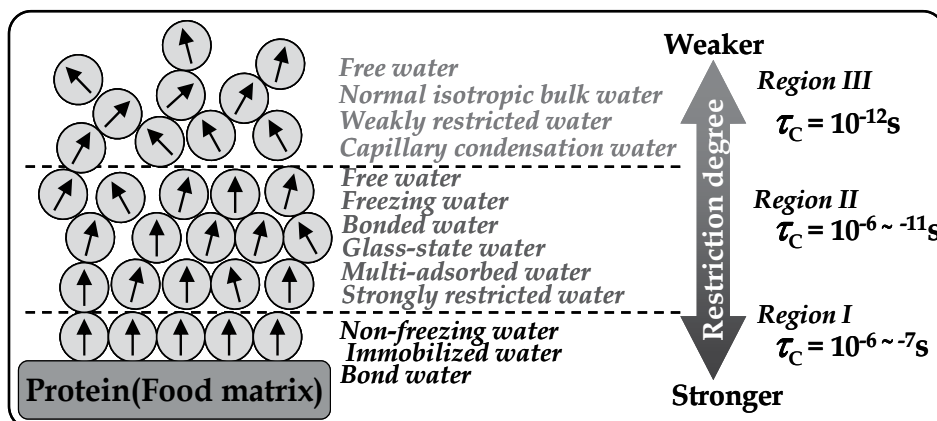 Weaker
Free water
Normal isotropic bulk water
Weakly restricted water
Capillary condensation water
Region III
τC = 10-12s
Free water
Freezing water
Bonded water
Glass-state water
Multi-adsorbed water
Strongly restricted water
Restriction degree
Region II
τC = 10-6 ~ -11s
Non-freezing water
Immobilized water
Bond water
Region I
τC = 10-6 ~ -7s
Protein(Food matrix)
Stronger